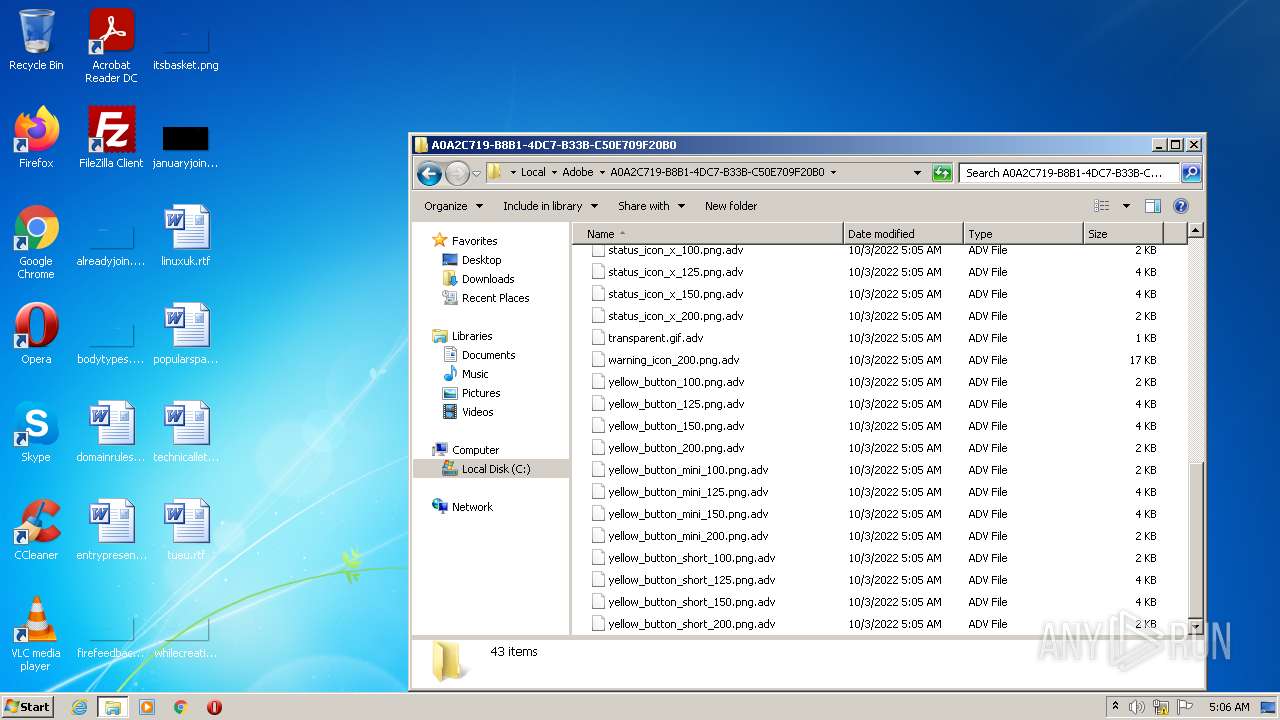 Recycle Bin
Acrobat Reader DC
itsbasket.png
Firefox
FileZilla Client
januaryjoin...
Google Chrome
alreadyjoin....
linuxuk.rtf
Opera
bodytypes....
popularspa...
Skype
domainrules...
technicallet...
CCleaner
entrypresen...
tueu.rtf
VLC media player
firefeedbac...
whilecreati...
A0A2C719-B8B1-4DC7-B33B-C50E709F20B0
Local Adobe A0A2C719-B8B1-4DC7-B33B-C50E709F20B0
Search A0A2C719-B8B1-4DC7-B33B-C...
Organize Include in library Share with New folder
Favorites
Desktop
Downloads
Recent Places
Libraries
Documents
Music
Pictures
Videos
Computer
Local Disk (C:)
Network
Name Date modified Type Size
status_icon_x_100.png.adv 10/3/2022 5:05 AM ADV File 2 KB
status_icon_x_125.png.adv 10/3/2022 5:05 AM ADV File 4 KB
status_icon_x_150.png.adv 10/3/2022 5:05 AM ADV File 4 KB
status_icon_x_200.png.adv 10/3/2022 5:05 AM ADV File 2 KB
transparent.gif.adv 10/3/2022 5:05 AM ADV File 1 KB
warning_icon_200.png.adv 10/3/2022 5:05 AM ADV File 17 KB
yellow_button_100.png.adv 10/3/2022 5:05 AM ADV File 2 KB
yellow_button_125.png.adv 10/3/2022 5:05 AM ADV File 4 KB
yellow_button_150.png.adv 10/3/2022 5:05 AM ADV File 4 KB
yellow_button_200.png.adv 10/3/2022 5:05 AM ADV File 2 KB
yellow_button_mini_100.png.adv 10/3/2022 5:05 AM ADV File 2 KB
yellow_button_mini_125.png.adv 10/3/2022 5:05 AM ADV File 4 KB
yellow_button_mini_150.png.adv 10/3/2022 5:05 AM ADV File 4 KB
yellow_button_mini_200.png.adv 10/3/2022 5:05 AM ADV File 2 KB
yellow_button_short_100.png.adv 10/3/2022 5:05 AM ADV File 2 KB
yellow_button_short_125.png.adv 10/3/2022 5:05 AM ADV File 4 KB
yellow_button_short_150.png.adv 10/3/2022 5:05 AM ADV File 4 KB
yellow_button_short_200.png.adv 10/3/2022 5:05 AM ADV File 2 KB
43 items
ANY RUN
Start
5:06 AM